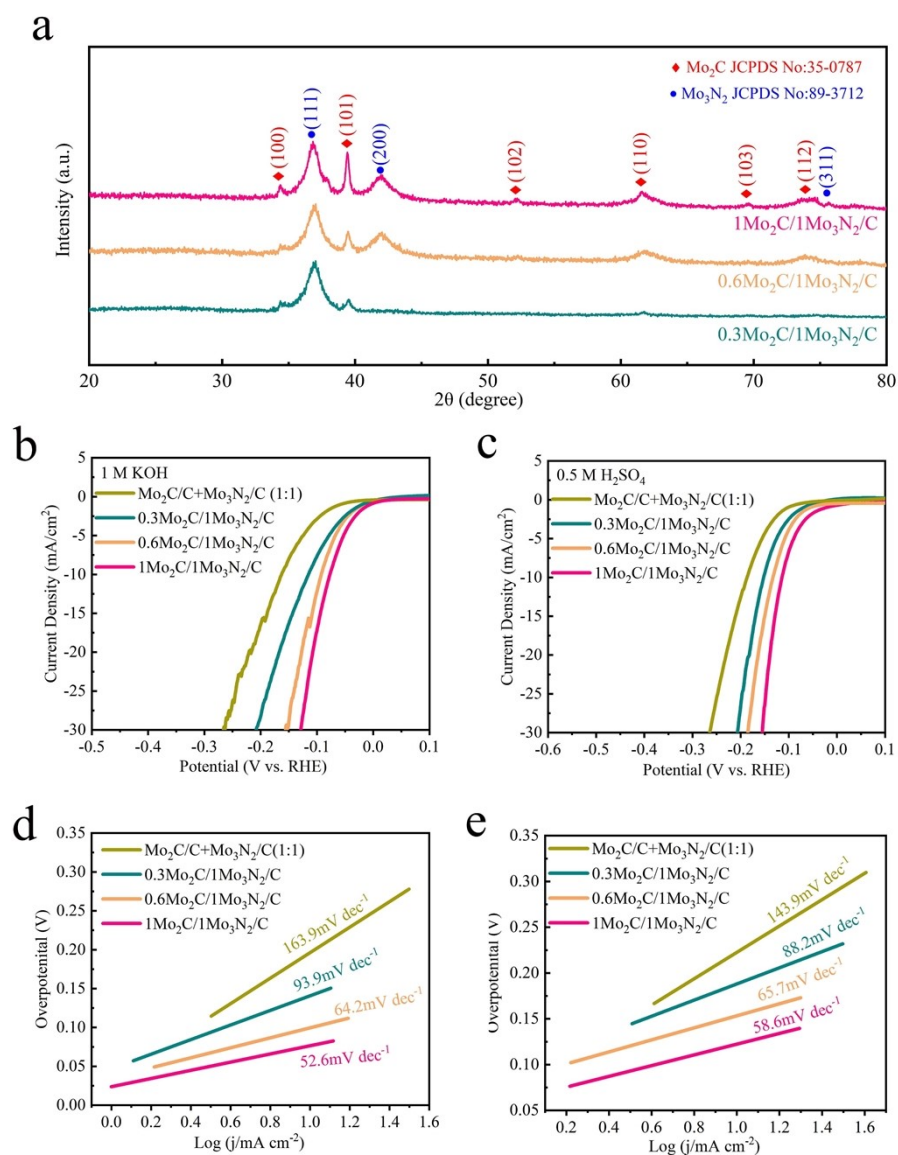 a
Intensity (a.u.)
♦ Mo₂C JCPDS No:35-0787
● Mo₃N₂ JCPDS No:89-3712
(100)
(111)
(101)
(200)
(102)
(110)
(103)
(112)
(311)
1Mo₂C/1Mo₃N₂/C
0.6Mo₂C/1Mo₃N₂/C
0.3Mo₂C/1Mo₃N₂/C
20 30 40 50 60 70 80
2θ (degree)
b
1 M KOH
Mo₂C/C+Mo₃N₂/C (1:1)
0.3Mo₂C/1Mo₃N₂/C
0.6Mo₂C/1Mo₃N₂/C
1Mo₂C/1Mo₃N₂/C
Current Density (mA/cm²)
5
0
-5
-10
-15
-20
-25
-30
-0.5 -0.4 -0.3 -0.2 -0.1 0.0 0.1
Potential (V vs. RHE)
c
0.5 M H₂SO₄
Mo₂C/C+Mo₃N₂/C(1:1)
0.3Mo₂C/1Mo₃N₂/C
0.6Mo₂C/1Mo₃N₂/C
1Mo₂C/1Mo₃N₂/C
Current Density (mA/cm²)
5
0
-5
-10
-15
-20
-25
-30
-0.6 -0.5 -0.4 -0.3 -0.2 -0.1 0.0 0.1
Potential (V vs. RHE)
d
Mo₂C/C+Mo₃N₂/C(1:1)
0.3Mo₂C/1Mo₃N₂/C
0.6Mo₂C/1Mo₃N₂/C
1Mo₂C/1Mo₃N₂/C
163.9mV dec⁻¹
93.9mV dec⁻¹
64.2mV dec⁻¹
52.6mV dec⁻¹
Overpotenital (V)
0.35
0.30
0.25
0.20
0.15
0.10
0.05
0.00
0.0 0.2 0.4 0.6 0.8 1.0 1.2 1.4 1.6
Log (j/mA cm⁻²)
e
Mo₂C/C+Mo₃N₂/C(1:1)
0.3Mo₂C/1Mo₃N₂/C
0.6Mo₂C/1Mo₃N₂/C
1Mo₂C/1Mo₃N₂/C
143.9mV dec⁻¹
88.2mV dec⁻¹
65.7mV dec⁻¹
58.6mV dec⁻¹
Overpotenital (V)
0.35
0.30
0.25
0.20
0.15
0.10
0.05
0.2 0.4 0.6 0.8 1.0 1.2 1.4 1.6
Log (j/mA cm⁻²)